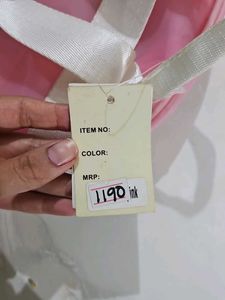 ITEM NO:
COLOR:
MRP:
1190 ink